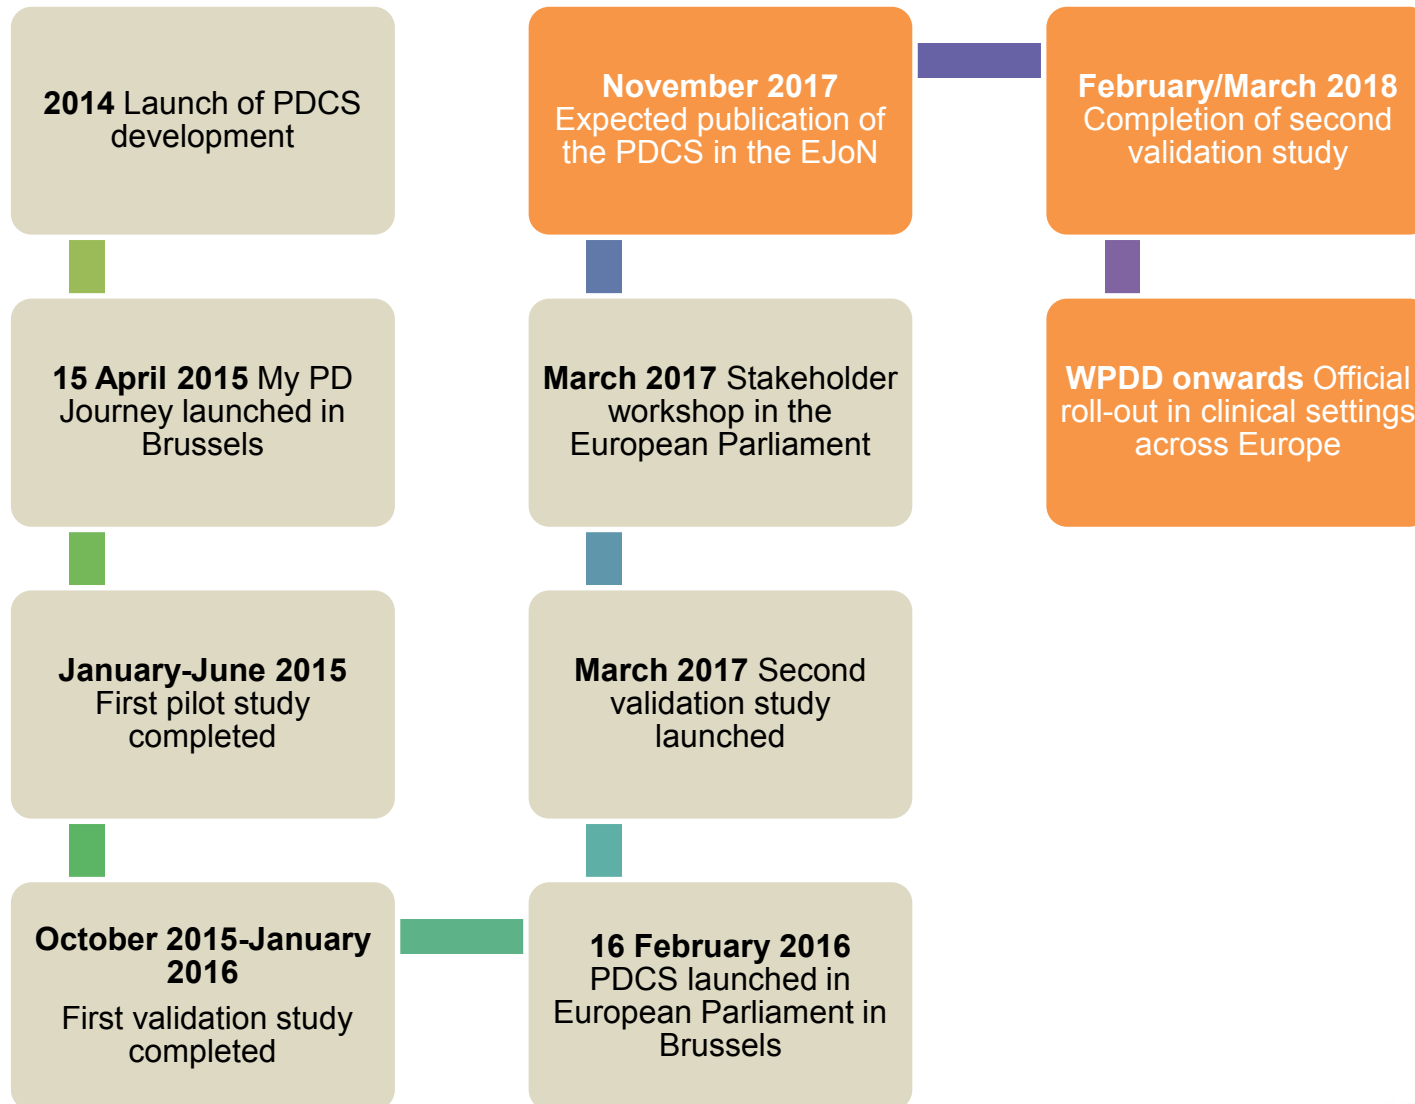 2014 Launch of PDCS
development
15 April 2015 My PD
Journey launched in
Brussels
January-June 2015
First pilot study
completed
October 2015-January
2016
First validation study
completed
16 February 2016
PDCS launched in
European Parliament in
Brussels
March 2017 Second
validation study
launched
March 2017 Stakeholder
workshop in the
European Parliament
November 2017
Expected publication of
the PDCS in the EJoN
February/March 2018
Completion of second
validation study
WPDD onwards Official
roll-out in clinical settings
across Europe